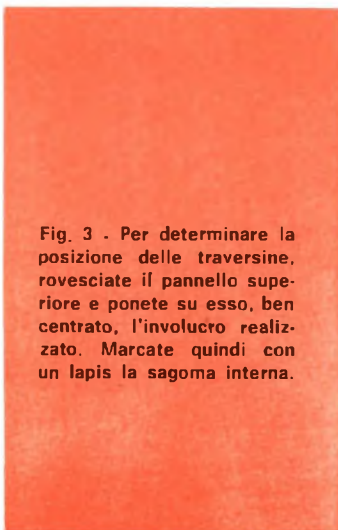 Fig. 3 - Per determinare la
posizione delle traversine,
rovesciate il pannello supe-
riore e ponete su esso, ben
centrato, l'involucro realiz-
zato. Marcate quindi con
un lapis la sagoma interna.